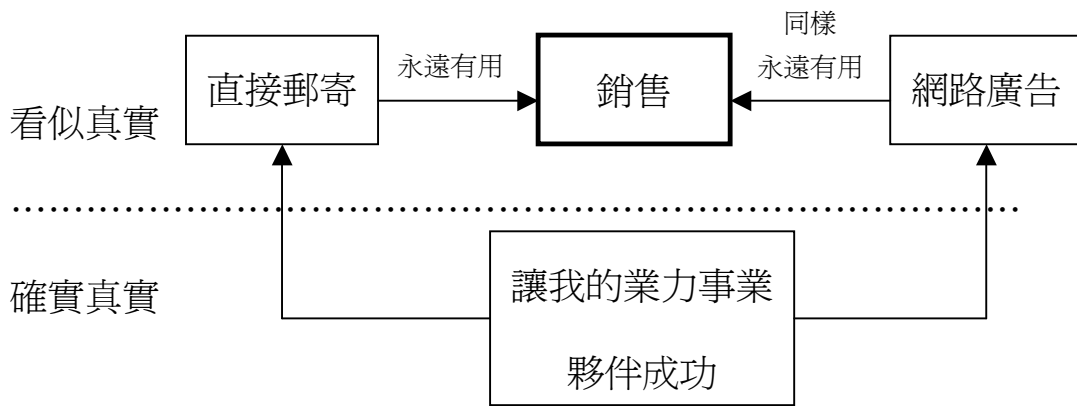 同樣
永遠有用
永遠有用
直接郵寄
銷售
網路廣告
看似真實
確實真實
讓我的業力事業
夥伴成功